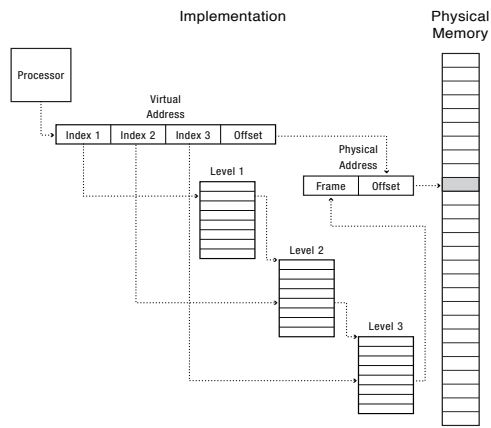 Implementation
Physical
Memory
Processor
Virtual
Address
Index 1 Index 2 Index 3 Offset
Physical
Address
Frame Offset
Level 1
Level 2
Level 3